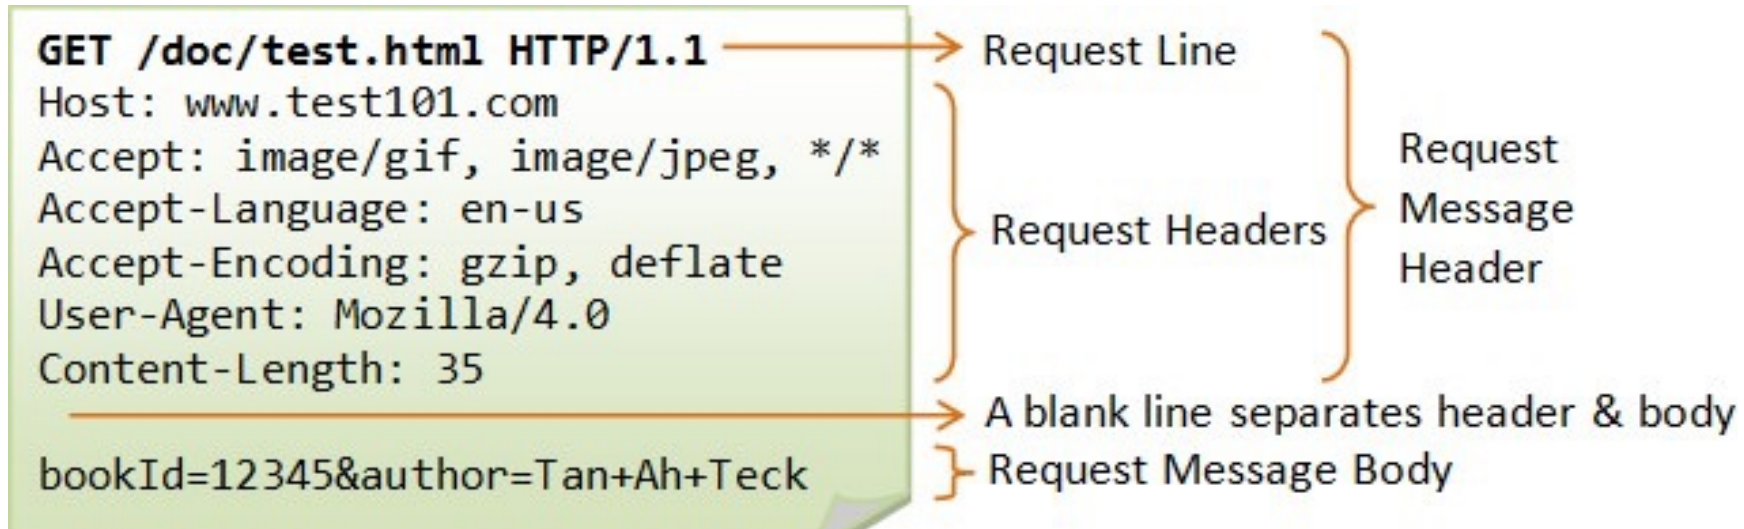 GET /doc/test.html HTTP/1.1
Host: www.test101.com
Accept: image/gif, image/jpeg, */*
Accept-Language: en-us
Accept-Encoding: gzip, deflate
User-Agent: Mozilla/4.0
Content-Length: 35
bookId=12345&author=Tan+Ah+Teck
Request Line
Request Headers
Request
Message
Header
A blank line separates header & body
Request Message Body